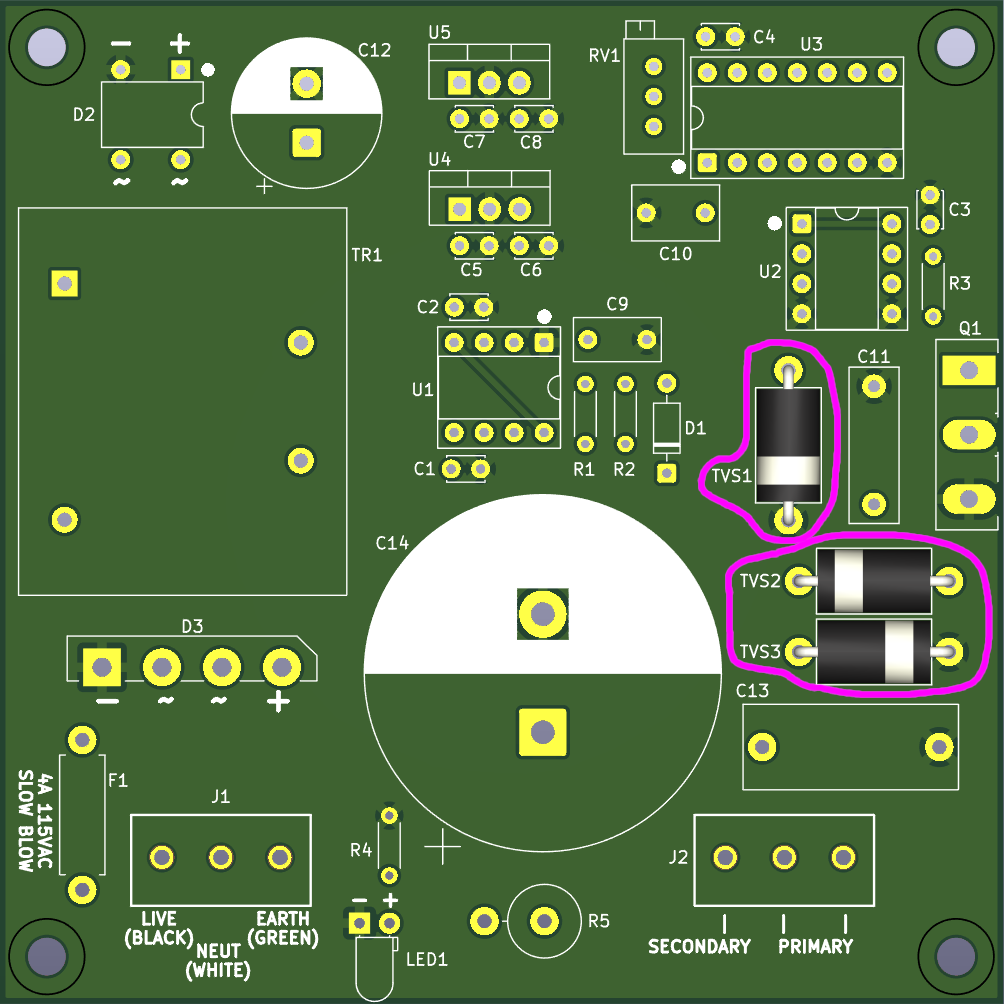 − +
D2
~ ~
C12
+
U5
C7 C8
U4
C5 C6
RV1
C4
U3
C10
C3
U2
R3
TR1
C2
U1
C1
C9
R1 R2
D1
Q1
C11
TVS1
C14
TVS2
TVS3
C13
D3
− ~ ~ +
F1
4A 115VAC
SLOW BLOW
J1
LIVE
(BLACK)
NEUT
(WHITE)
EARTH
(GREEN)
R4
+
− +
LED1
R5
J2
SECONDARY PRIMARY